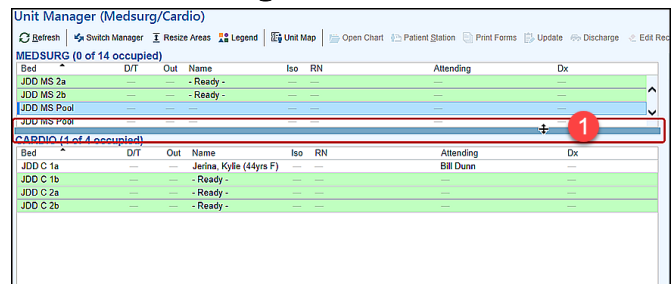 Unit Manager (Medsurg/Cardio)
Refresh Switch Manager Resize Areas Legend Unit Map Open Chart Patient Station Print Forms Update Discharge Edit Rec
MEDSURG (0 of 14 occupied)
Bed D/T Out Name Iso RN Attending Dx
JDD MS 2a — — - Ready - — — — —
JDD MS 2b — — - Ready - — — — —
JDD MS Pool — — — — — — —
JDD MS Pool — — — — — — —
1
CARDIO (1 of 4 occupied)
Bed D/T Out Name Iso RN Attending Dx
JDD C 1a — — Jerina, Kylie (44yrs F) — — Bill Dunn —
JDD C 1b — — - Ready - — — — —
JDD C 2a — — - Ready - — — — —
JDD C 2b — — - Ready - — — — —